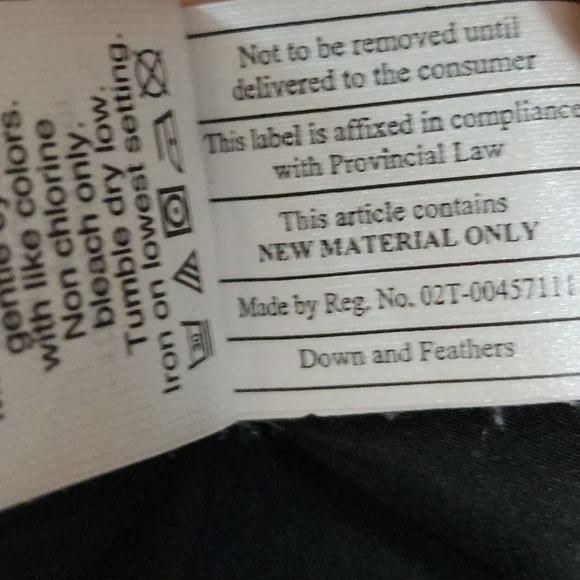 Not to be removed until
delivered to the consumer
This label is affixed in compliance
with Provincial Law
This article contains
NEW MATERIAL ONLY
Made by Reg. No. 02T-0045711
Down and Feathers
with like colors.
Non chlorine
bleach only.
Tumble dry low.
Iron on lowest setting.